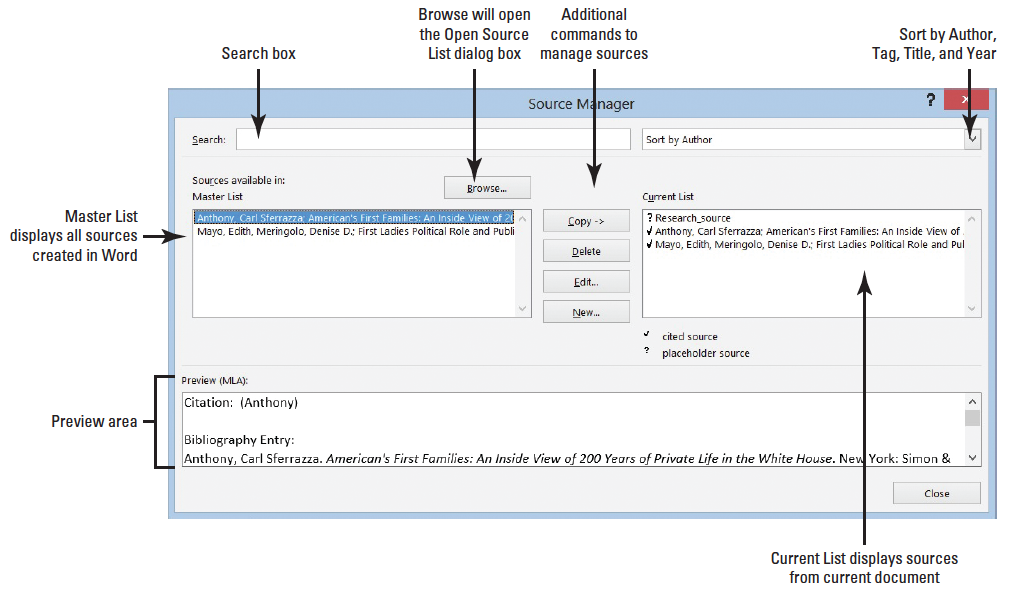 Browse will open
the Open Source
List dialog box
Additional
commands to
manage sources
Search box
Sort by Author,
Tag, Title, and Year
Source Manager
?
x
Search:
Sort by Author
Sources available in:
Master List
Browse...
Current List
Anthony, Carl Sferrazza; American's First Families: An Inside View of 20
Mayo, Edith, Meringolo, Denise D.; First Ladies Political Role and Publi
Copy ->
Delete
Edit...
New...
? Research_source
✓ Anthony, Carl Sferrazza; American's First Families: An Inside View of
✓ Mayo, Edith, Meringolo, Denise D.; First Ladies Political Role and Pul
Master List
displays all sources
created in Word
✓ cited source
? placeholder source
Preview (MLA):
Citation: (Anthony)
Bibliography Entry:
Anthony, Carl Sferrazza. American's First Families: An Inside View of 200 Years of Private Life in the White House. New York: Simon &
Preview area
Close
Current List displays sources
from current document